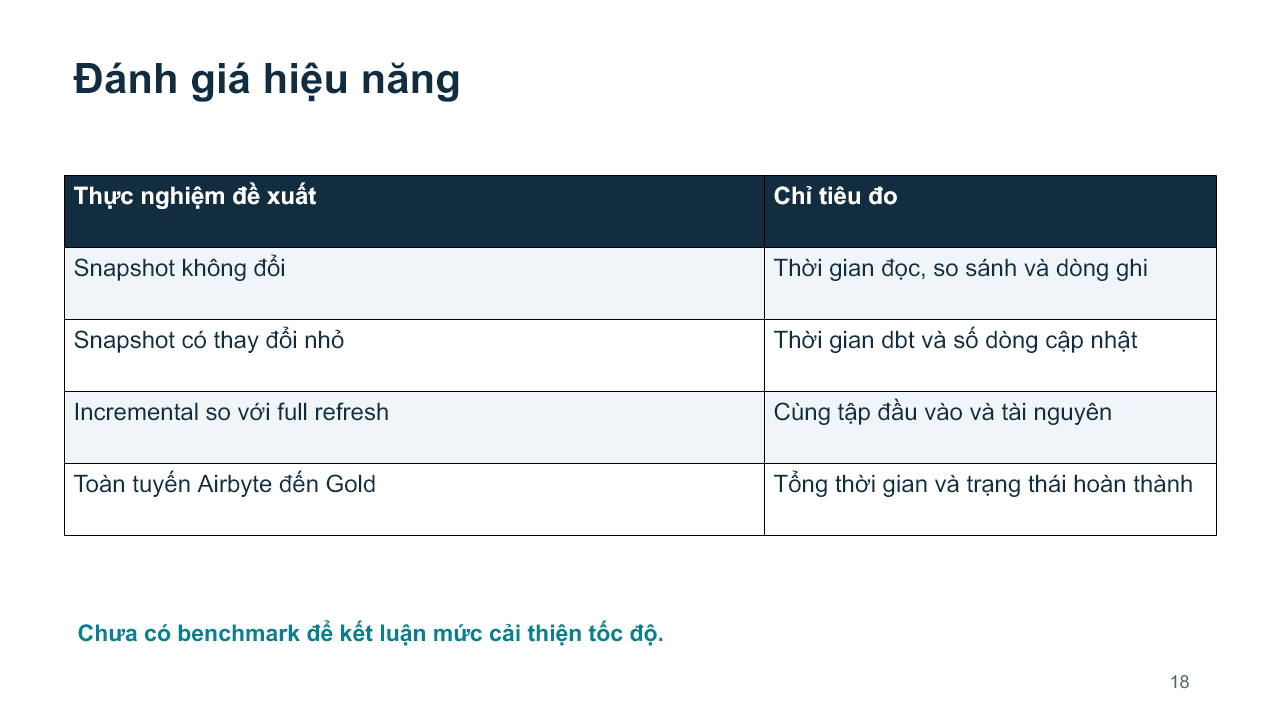 Đánh giá hiệu năng
Thực nghiệm đề xuất
Chỉ tiêu đo
Snapshot không đổi
Thời gian đọc, so sánh và dòng ghi
Snapshot có thay đổi nhỏ
Thời gian dbt và số dòng cập nhật
Incremental so với full refresh
Cùng tập đầu vào và tài nguyên
Toàn tuyến Airbyte đến Gold
Tổng thời gian và trạng thái hoàn thành
Chưa có benchmark để kết luận mức cải thiện tốc độ.
18